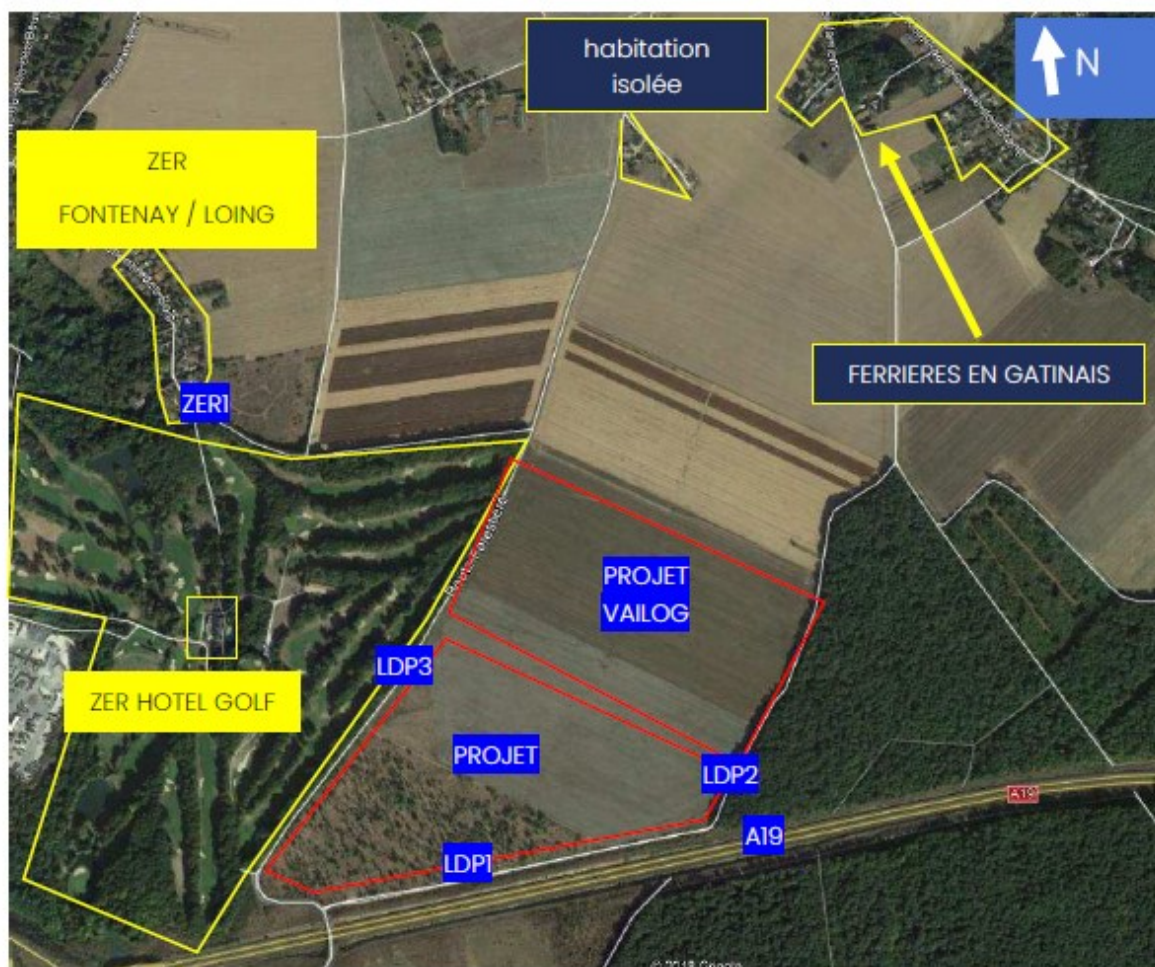 habitation
isolée
N
ZER
FONTENAY / LOING
FERRIERES EN GATINAIS
ZER1
PROJET
VAILOG
LDP3
ZER HOTEL GOLF
PROJET
LDP2
A19
A19
LDP1